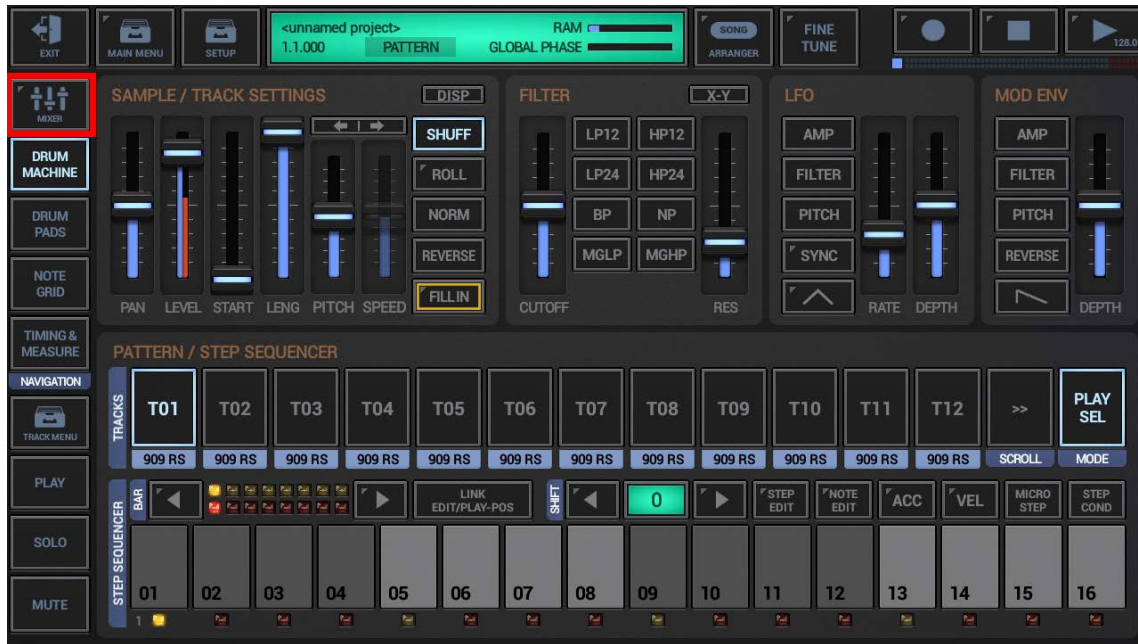 <unnamed project>
RAM
1.1.000
PATTERN
GLOBAL PHASE
EXIT
MAIN MENU
SETUP
SONG
ARRANGER
FINE
TUNE
128.0
MIXER
DRUM
MACHINE
DRUM
PADS
NOTE
GRID
TIMING &
MEASURE
NAVIGATION
TRACK MENU
PLAY
SOLO
MUTE
SAMPLE / TRACK SETTINGS
DISP
SHUFF
ROLL
NORM
REVERSE
FILL IN
PAN LEVEL START LENG PITCH SPEED
FILTER
X-Y
LP12 HP12
LP24 HP24
BP NP
MGLP MGHP
CUTOFF RES
LFO
AMP
FILTER
PITCH
SYNC
RATE DEPTH
MOD ENV
AMP
FILTER
PITCH
REVERSE
DEPTH
PATTERN / STEP SEQUENCER
TRACKS
T01 T02 T03 T04 T05 T06 T07 T08 T09 T10 T11 T12 >> PLAY
SEL
909 RS 909 RS 909 RS 909 RS 909 RS 909 RS 909 RS 909 RS 909 RS 909 RS 909 RS 909 RS SCROLL MODE
STEP SEQUENCER
BAR
LINK
EDIT/PLAY-POS
SHIFT
0
STEP
EDIT
NOTE
EDIT
ACC
VEL
MICRO
STEP
STEP
COND
01 02 03 04 05 06 07 08 09 10 11 12 13 14 15 16
1